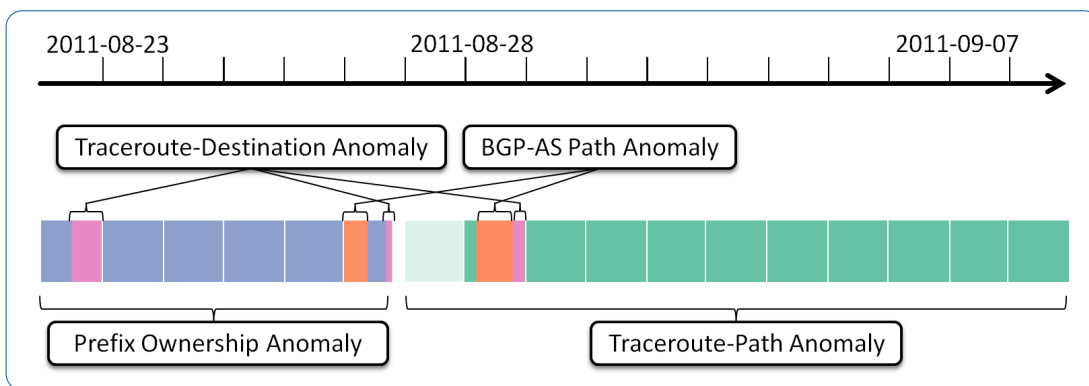 2011-08-23
2011-08-28
2011-09-07
Traceroute-Destination Anomaly
BGP-AS Path Anomaly
Prefix Ownership Anomaly
Traceroute-Path Anomaly